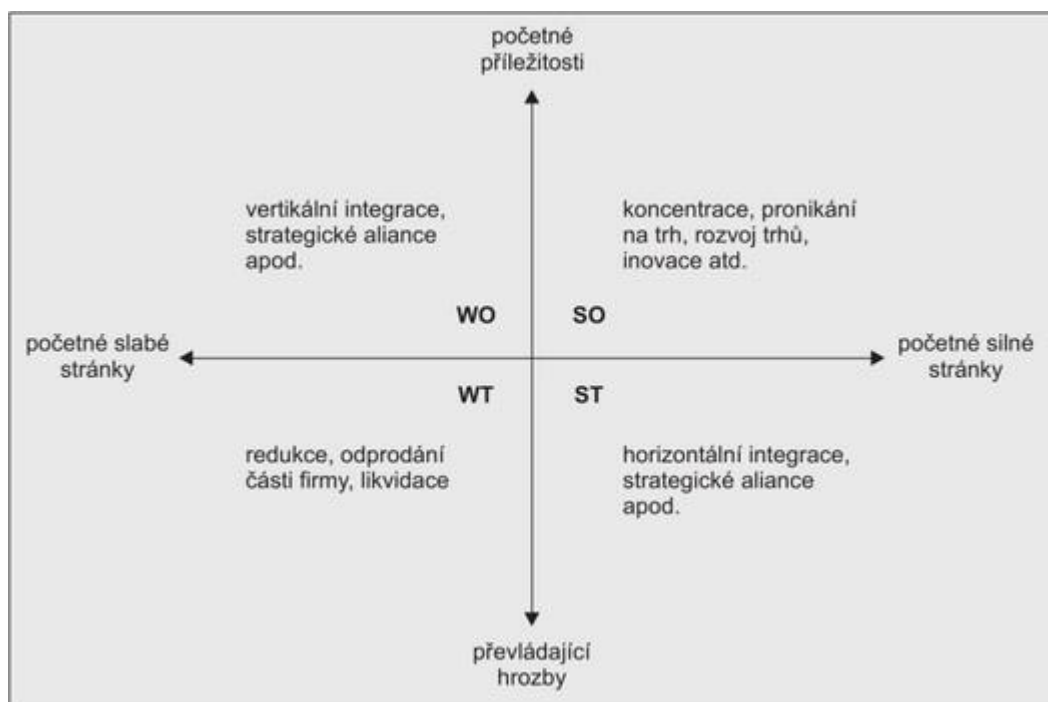 početné
příležitosti
vertikální integrace,
strategické aliance
apod.
koncentrace, pronikání
na trh, rozvoj trhů,
inovace atd.
WO
SO
početné slabé
stránky
početné silné
stránky
WT
ST
redukce, odprodání
části firmy, likvidace
horizontální integrace,
strategické aliance
apod.
převládající
hrozby